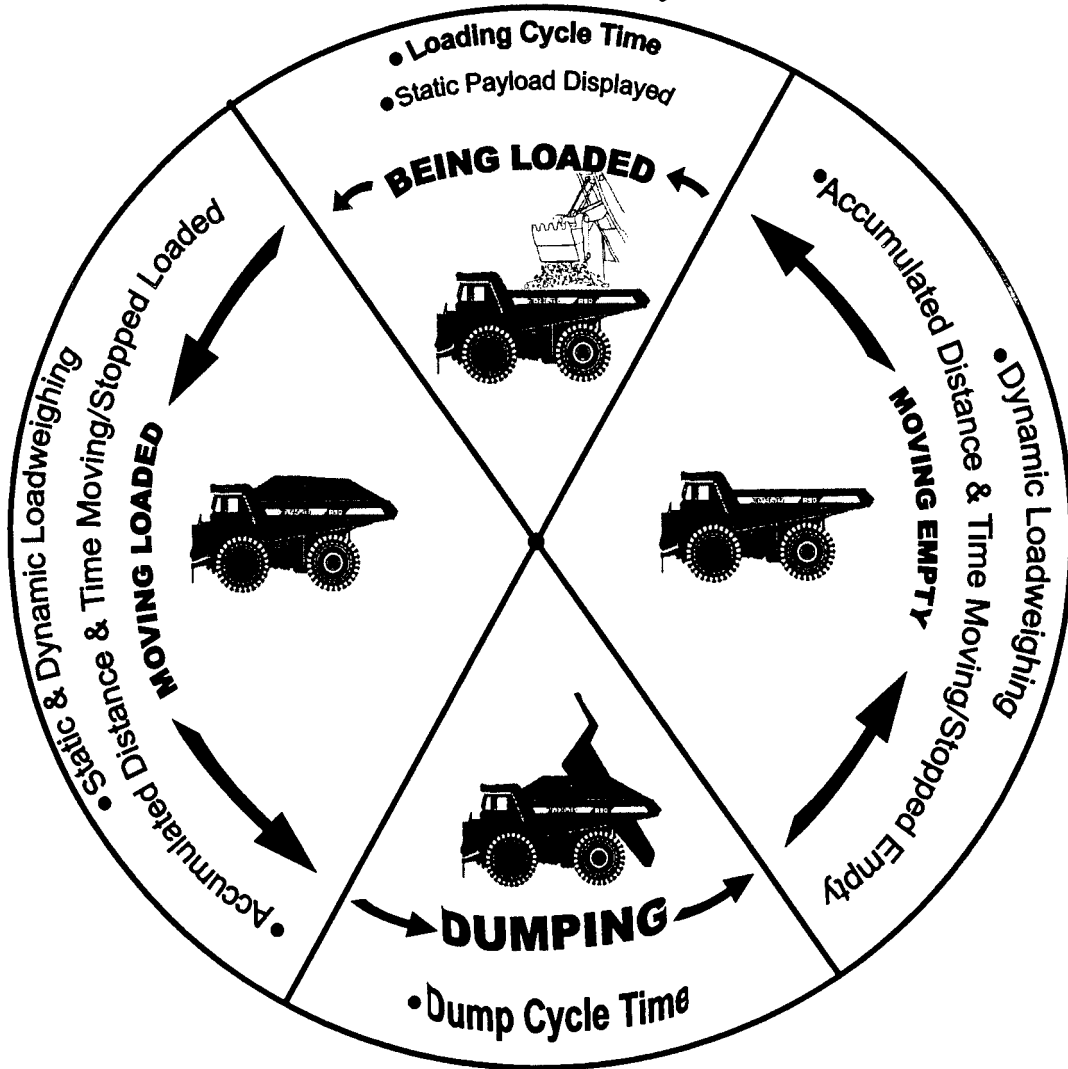 •Loading Cycle Time
•Static Payload Displayed
BEING LOADED
•Static & Dynamic Loadweighing
•Accumulated Distance & Time Moving/Stopped Loaded
MOVING LOADED
•Accumulated Distance & Time Moving/Stopped Empty
•Dynamic Loadweighing
MOVING EMPTY
DUMPING
•Dump Cycle Time